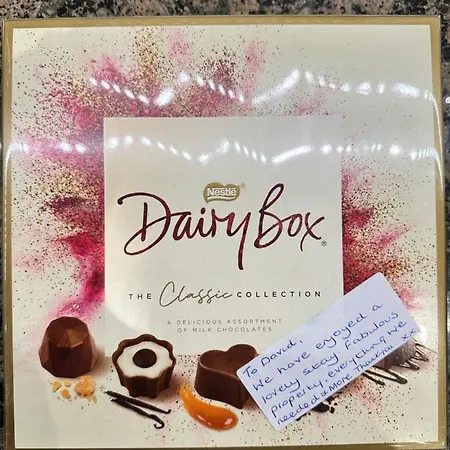 Nestlé
Dairy Box®
THE Classic COLLECTION
A DELICIOUS ASSORTMENT
OF MILK CHOCOLATES
To David,
We have enjoyed a
lovely stay fabulous
property, everything we
needed & More. Thankyou xx